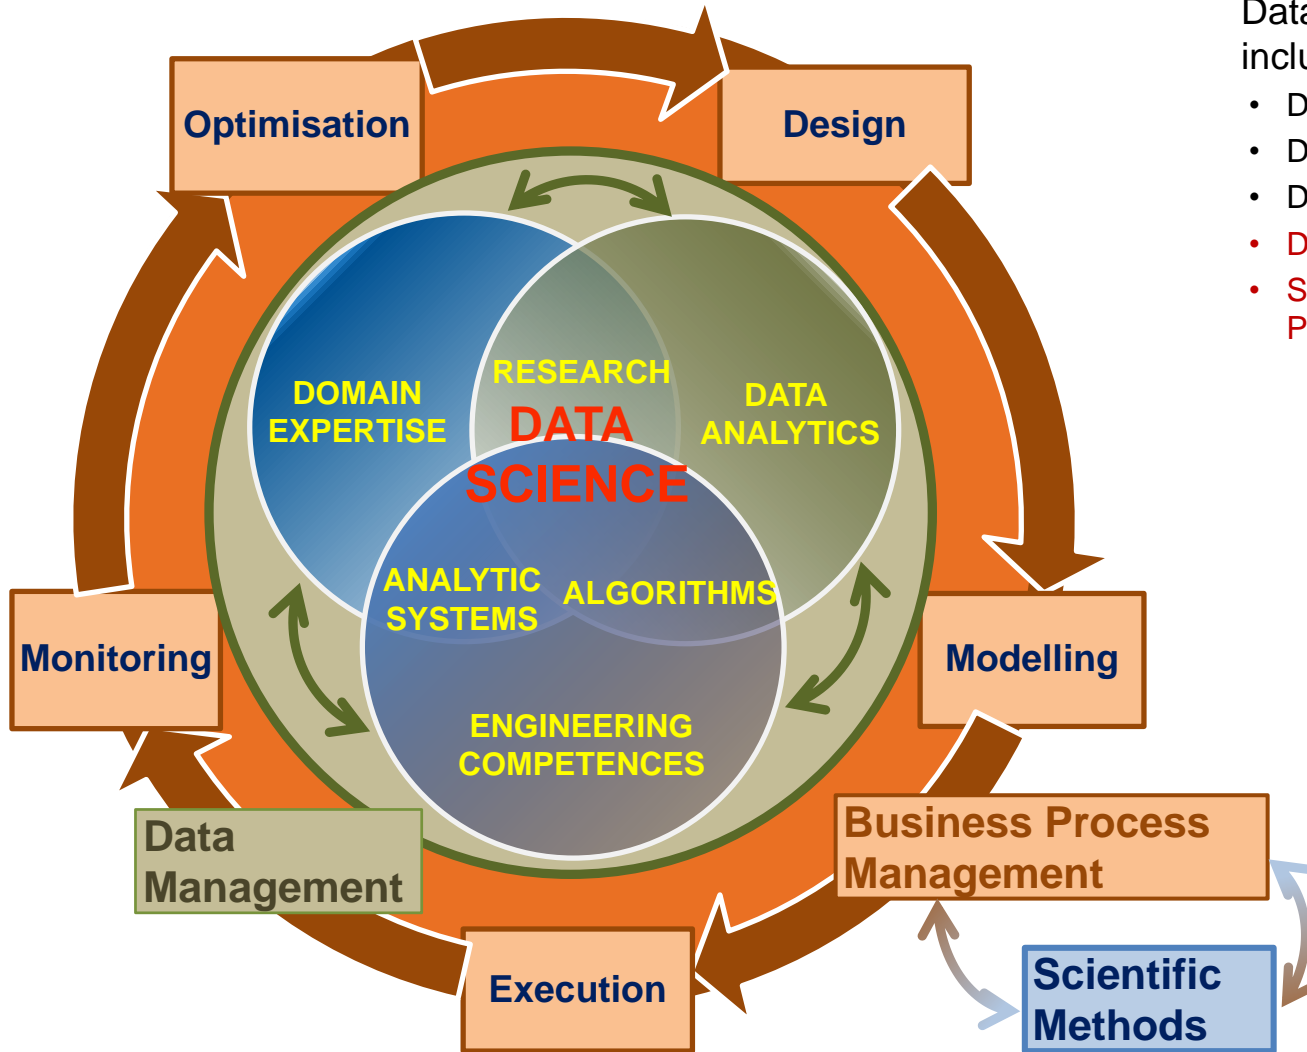 Optimisation
Design
DOMAIN
EXPERTISE
RESEARCH
DATA
ANALYTICS
DATA
SCIENCE
ANALYTIC
SYSTEMS
ALGORITHMS
ENGINEERING
COMPETENCES
Monitoring
Modelling
Data
Management
Business Process
Management
Execution
Scientific
Methods
Data